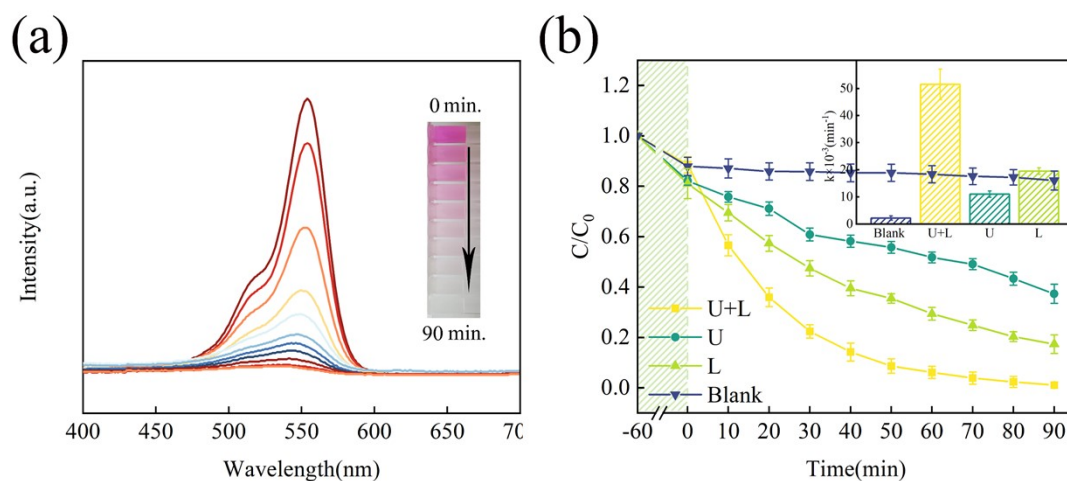 (a)
Intensity(a.u.)
0 min.
90 min.
400 450 500 550 600 650 70
Wavelength(nm)
(b)
C/C0
1.2
1.0
0.8
0.6
0.4
0.2
0.0
U+L
U
L
Blank
-60 0 10 20 30 40 50 60 70 80 90
Time(min)
k×10⁻³(min⁻¹)
50
40
30
20
10
0
Blank U+L U L